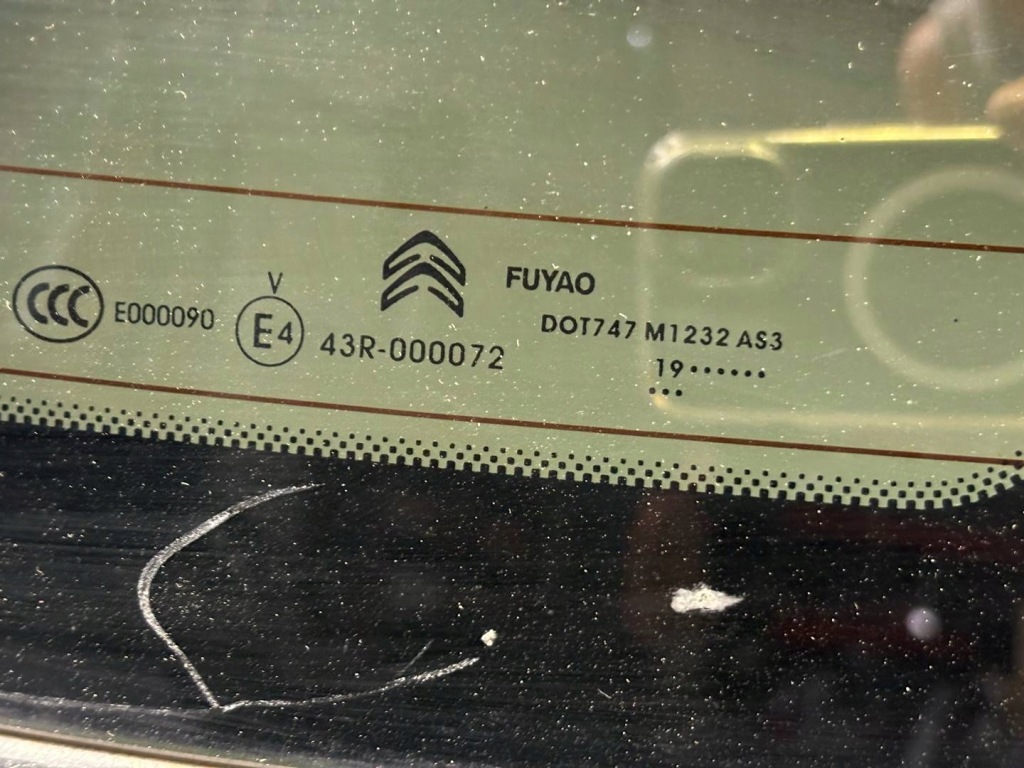 CCC E000090
V
E4 43R-000072
FUYAO
DOT747 M1232 AS3
19••••••
•••